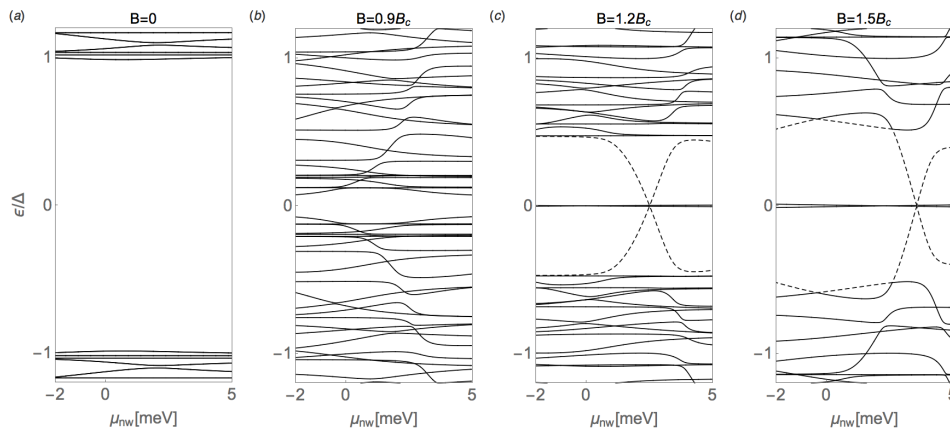 (a) B=0
(b) B=0.9B_c
(c) B=1.2B_c
(d) B=1.5B_c
ϵ/Δ
1
0
−1
1
0
−1
1
0
−1
1
0
−1
−2 0 5
−2 0 5
−2 0 5
−2 0 5
μ_nw[meV]
μ_nw[meV]
μ_nw[meV]
μ_nw[meV]